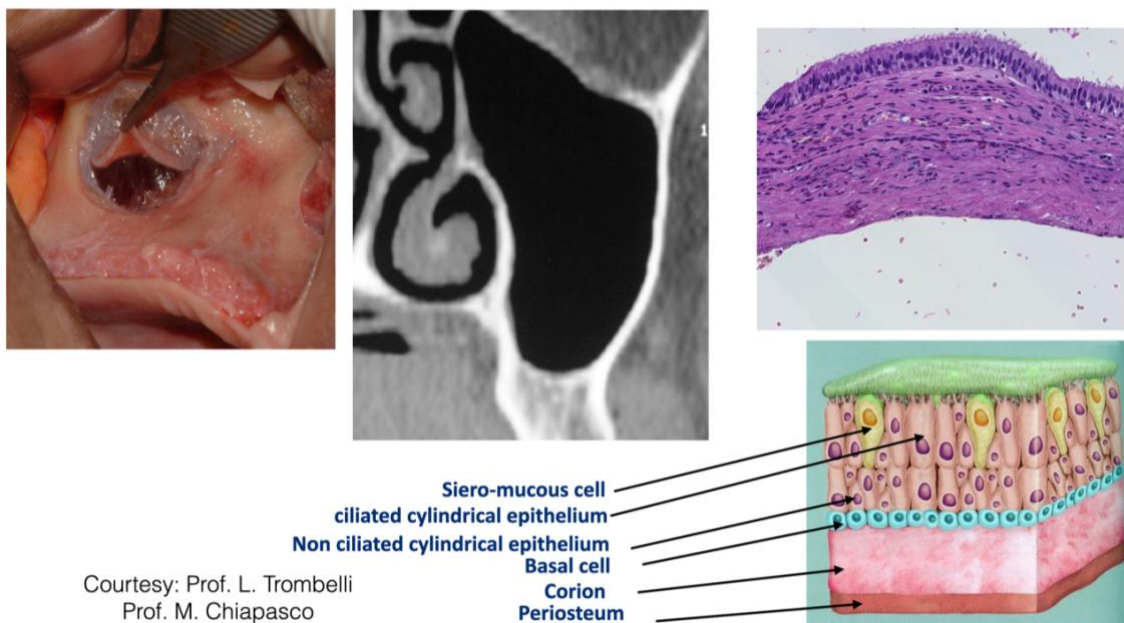 1
Siero-mucous cell
ciliated cylindrical epithelium
Non ciliated cylindrical epithelium
Basal cell
Corion
Periosteum
Courtesy: Prof. L. Trombelli
Prof. M. Chiapasco